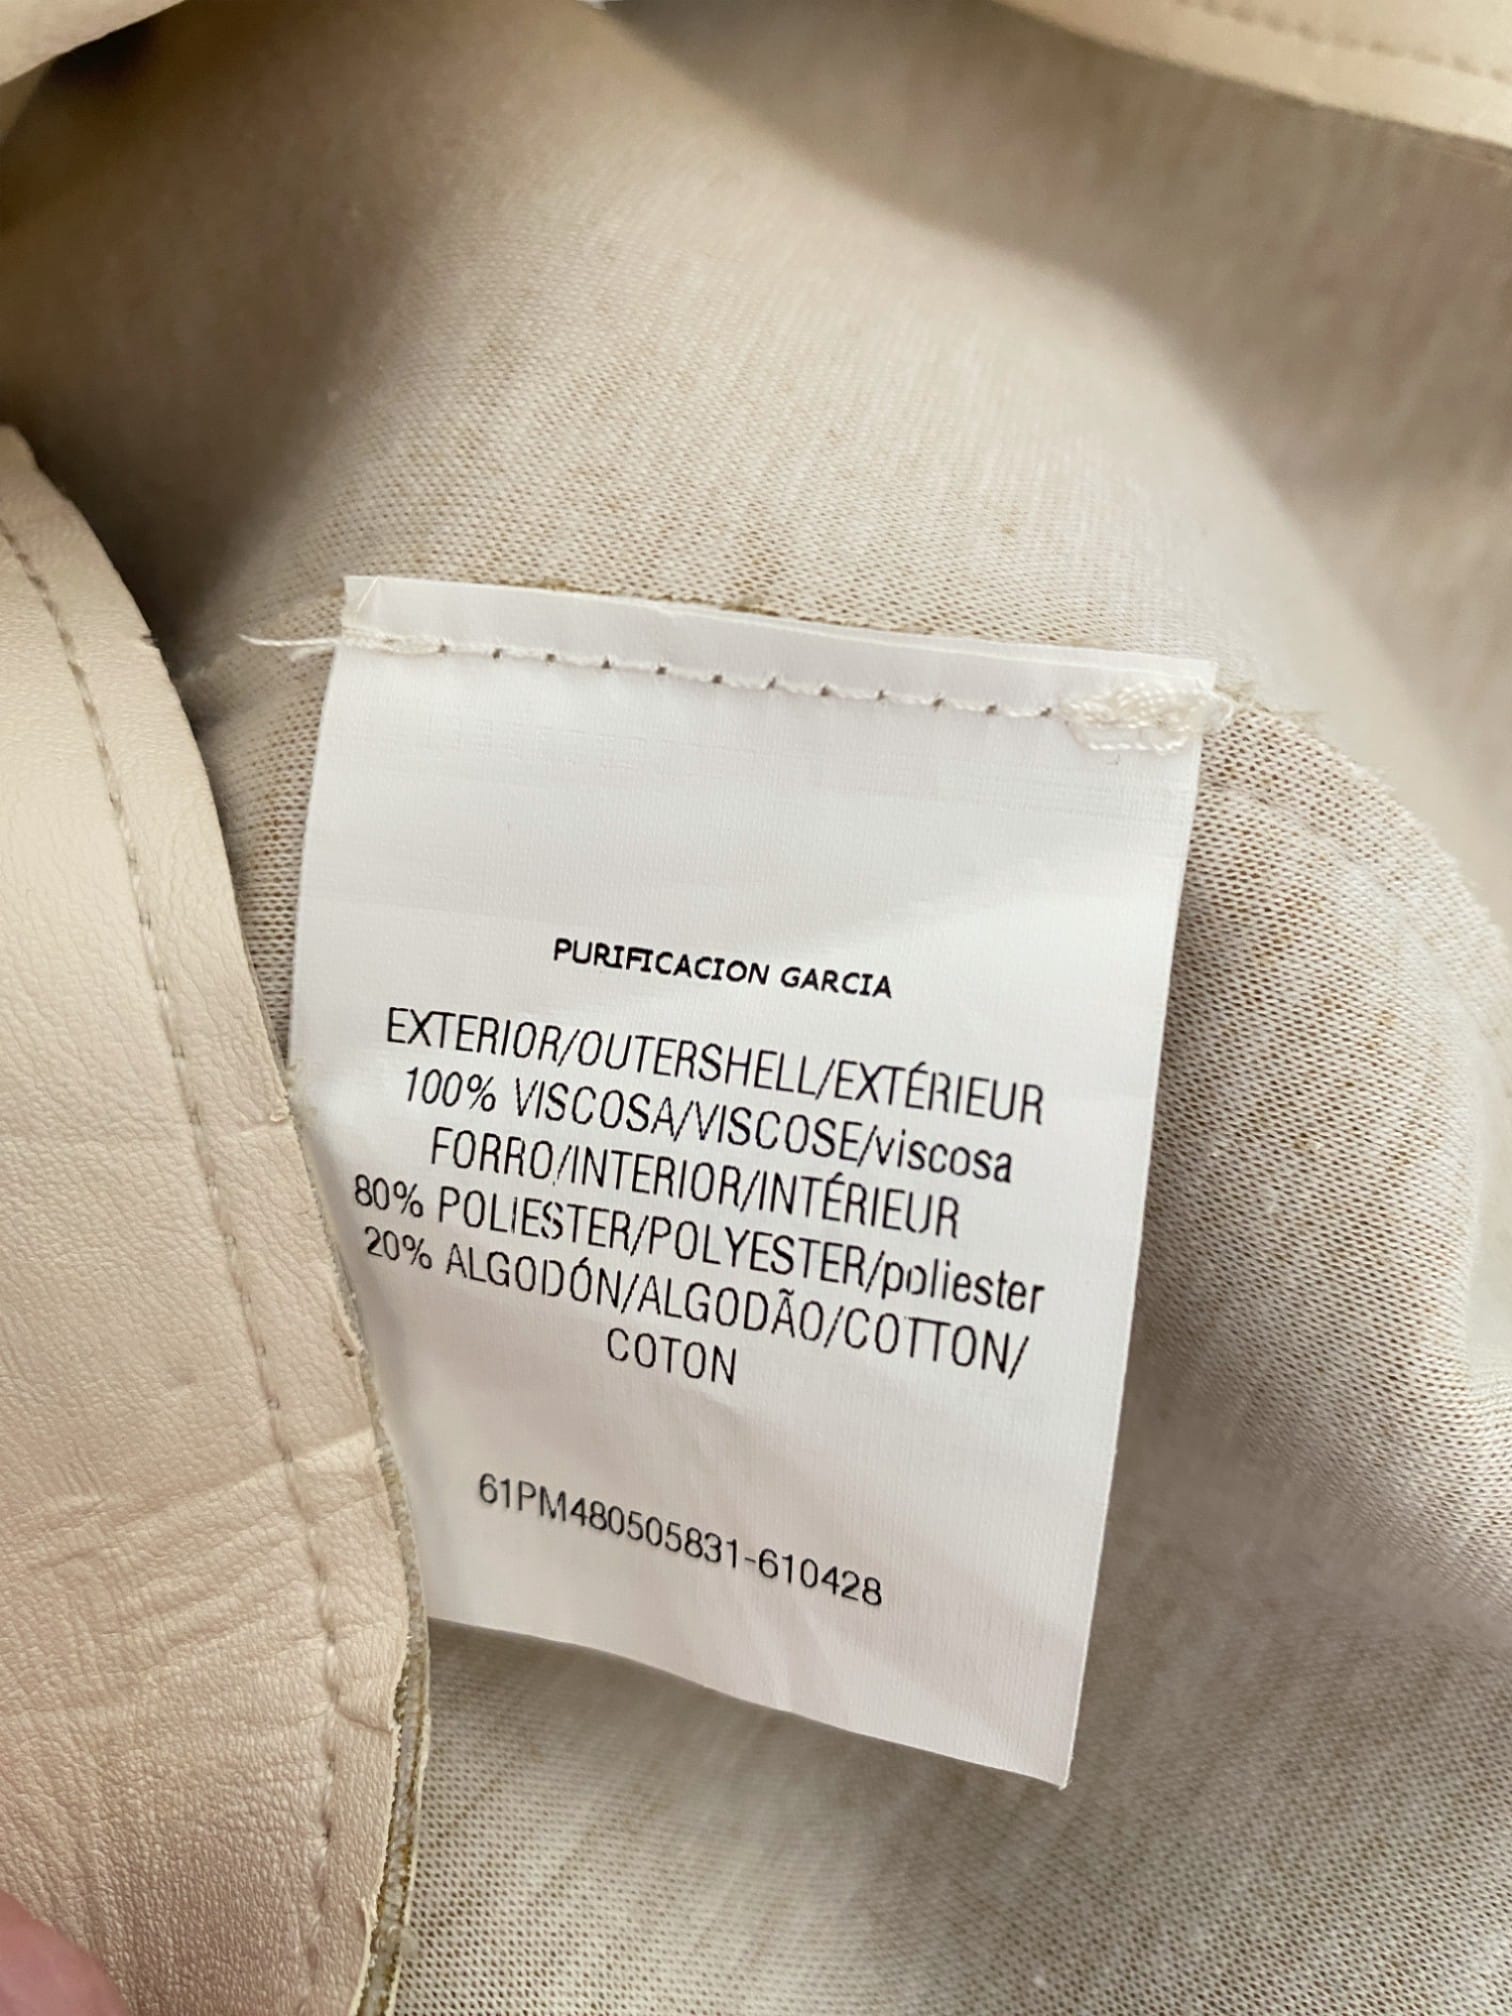 PURIFICACION GARCIA
EXTERIOR/OUTERSHELL/EXTÉRIEUR
100% VISCOSA/VISCOSE/viscosa
FORRO/INTERIOR/INTÉRIEUR
80% POLIESTER/POLYESTER/poliester
20% ALGODÓN/ALGODÃO/COTTON/
COTON
61PM480505831-610428